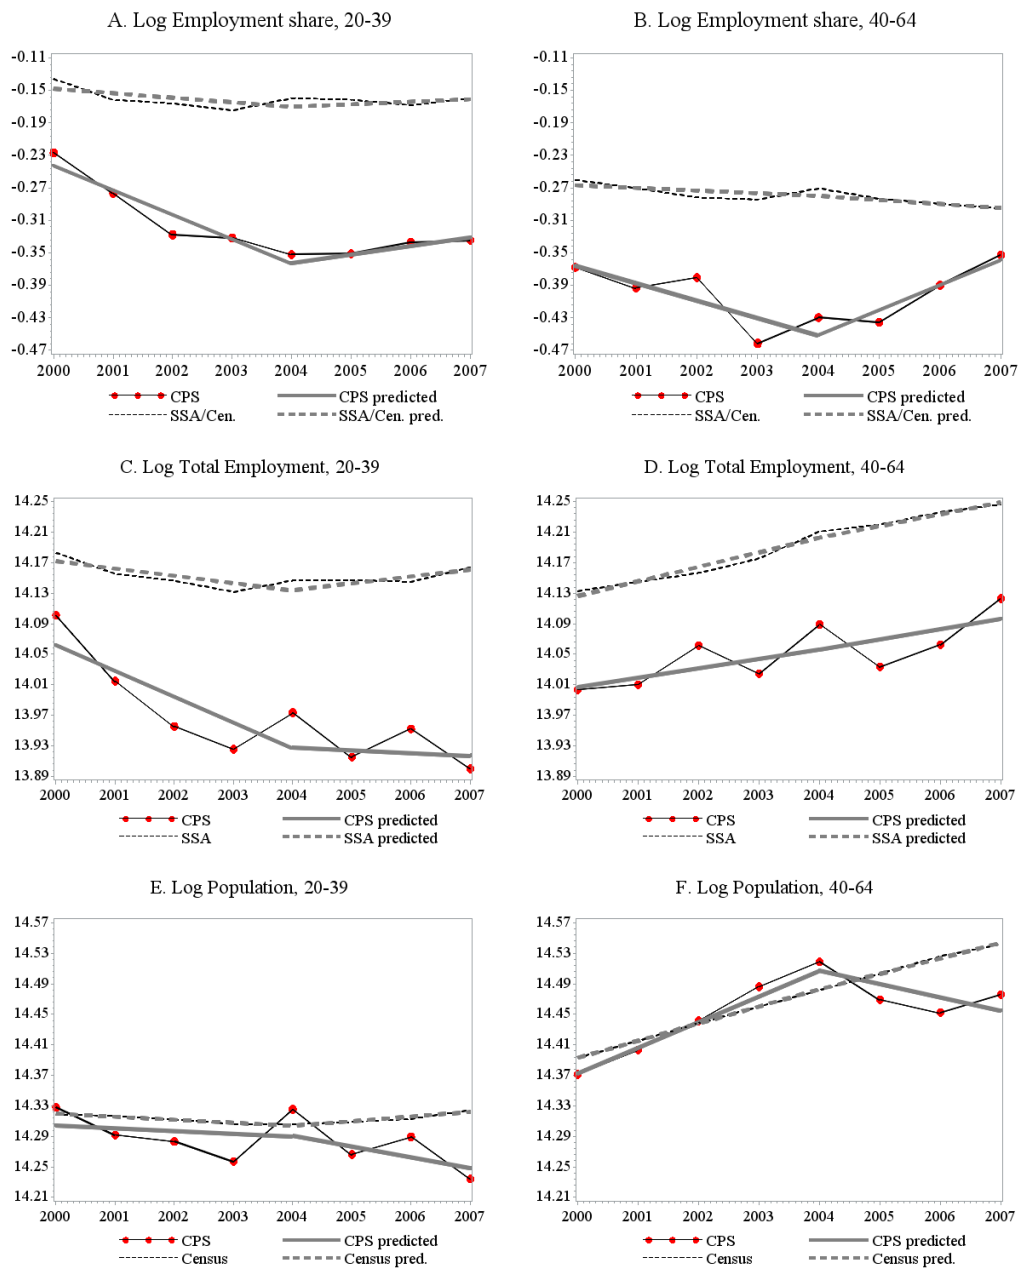 A. Log Employment share, 20-39
-0.11
-0.15
-0.19
-0.23
-0.27
-0.31
-0.35
-0.39
-0.43
-0.47
2000 2001 2002 2003 2004 2005 2006 2007
CPS CPS predicted
SSA/Cen. SSA/Cen. pred.
B. Log Employment share, 40-64
-0.11
-0.15
-0.19
-0.23
-0.27
-0.31
-0.35
-0.39
-0.43
-0.47
2000 2001 2002 2003 2004 2005 2006 2007
CPS CPS predicted
SSA/Cen. SSA/Cen. pred.
C. Log Total Employment, 20-39
14.25
14.21
14.17
14.13
14.09
14.05
14.01
13.97
13.93
13.89
2000 2001 2002 2003 2004 2005 2006 2007
CPS CPS predicted
SSA SSA predicted
D. Log Total Employment, 40-64
14.25
14.21
14.17
14.13
14.09
14.05
14.01
13.97
13.93
13.89
2000 2001 2002 2003 2004 2005 2006 2007
CPS CPS predicted
SSA SSA predicted
E. Log Population, 20-39
14.57
14.53
14.49
14.45
14.41
14.37
14.33
14.29
14.25
14.21
2000 2001 2002 2003 2004 2005 2006 2007
CPS CPS predicted
Census Census pred.
F. Log Population, 40-64
14.57
14.53
14.49
14.45
14.41
14.37
14.33
14.29
14.25
14.21
2000 2001 2002 2003 2004 2005 2006 2007
CPS CPS predicted
Census Census pred.